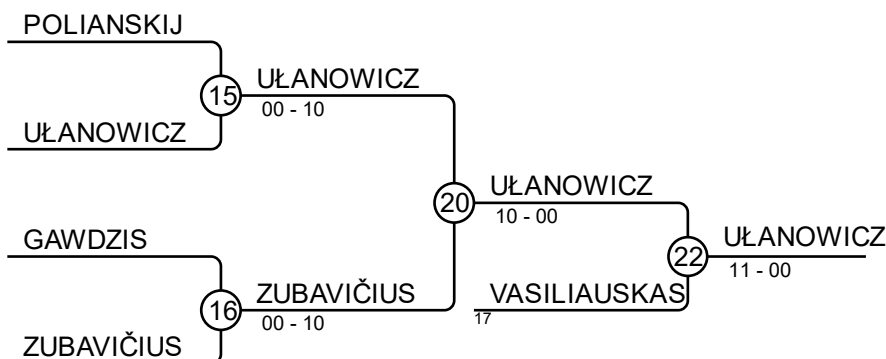 POLIANSKIJ
15
UŁANOWICZ
00 - 10
UŁANOWICZ
20
UŁANOWICZ
10 - 00
GAWDZIS
22
UŁANOWICZ
11 - 00
16
ZUBAVIČIUS
00 - 10
VASILIAUSKAS
17
ZUBAVIČIUS